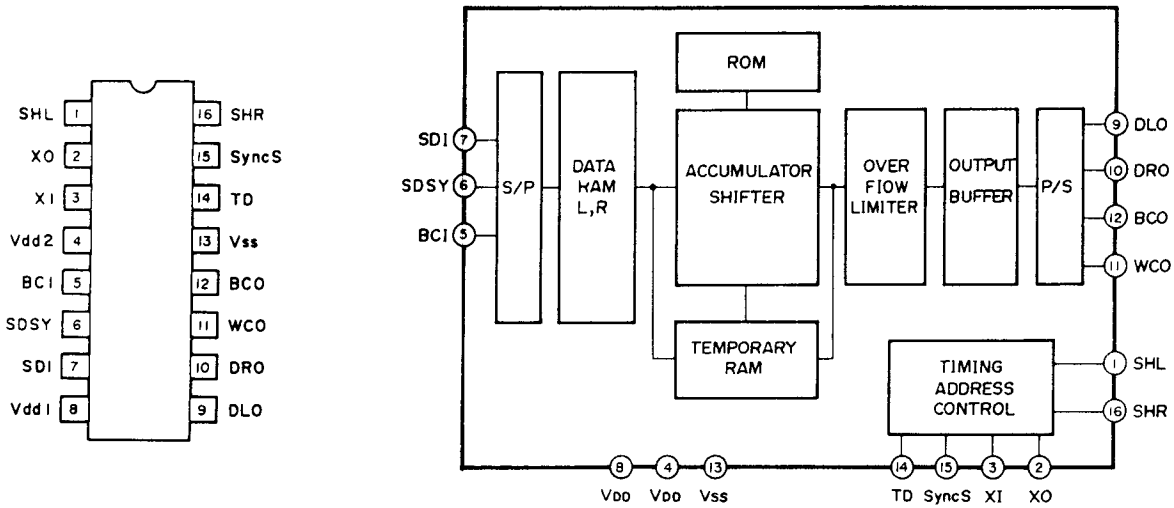 SHL 1 16 SHR
XO 2 15 SyncS
XI 3 14 TD
Vdd2 4 13 Vss
BCI 5 12 BCO
SDSY 6 11 WCO
SDI 7 10 DRO
Vdd1 8 9 DLO
SDI 7
SDSY 6
BCI 5
S/P
DATA
RAM
L,R
ROM
ACCUMULATOR
SHIFTER
TEMPORARY
RAM
OVER
FLOW
LIMITER
OUTPUT
BUFFER
P/S
9 DLO
10 DRO
12 BCO
11 WCO
TIMING
ADDRESS
CONTROL
1 SHL
16 SHR
8 4 13 14 15 3 2
VDD VDD VSS TD SyncS XI XO